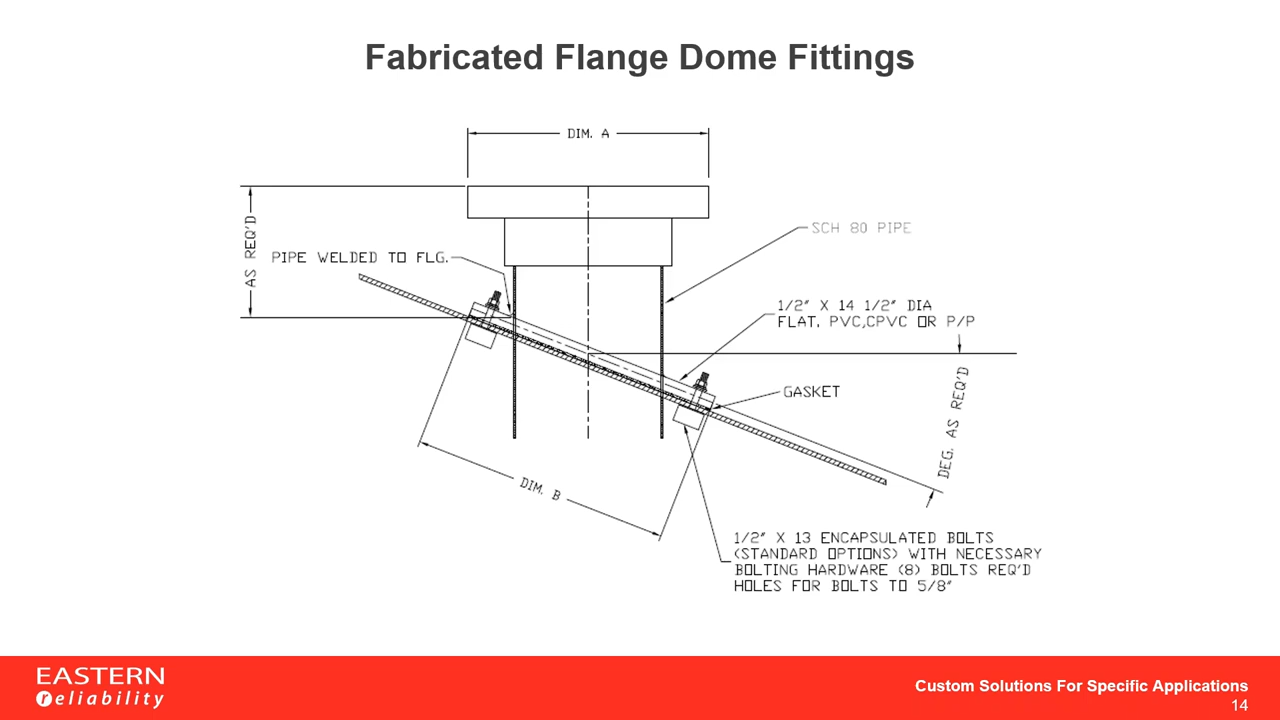 Fabricated Flange Dome Fittings
DIM. A
AS REQ'D
PIPE WELDED TO FLG.
SCH 80 PIPE
1/2" X 14 1/2" DIA
FLAT. PVC,CPVC OR P/P
GASKET
DEG. AS REQ'D
DIM. B
1/2" X 13 ENCAPSULATED BOLTS
(STANDARD OPTIONS) WITH NECESSARY
BOLTING HARDWARE (8) BOLTS REQ'D
HOLES FOR BOLTS TO 5/8"
EASTERN
reliability
Custom Solutions For Specific Applications
14